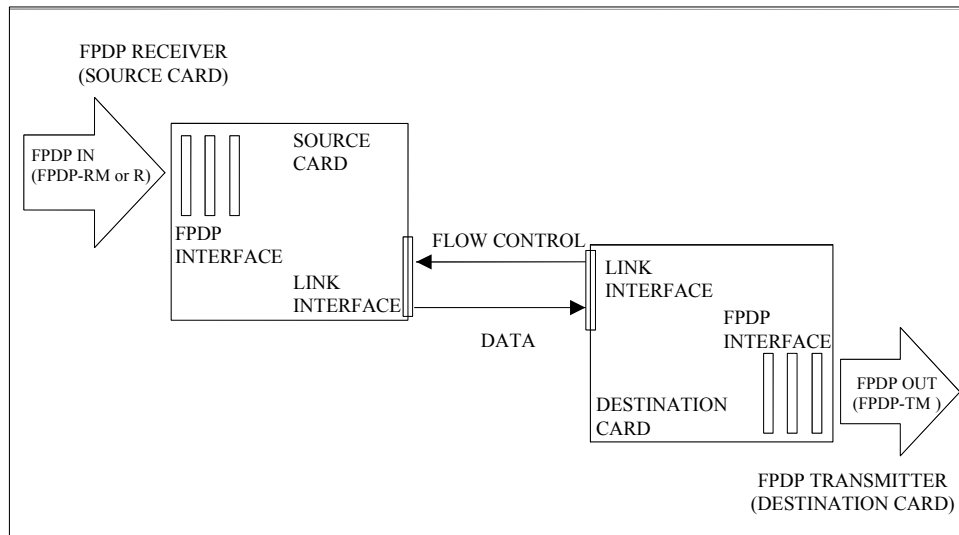 FPDP RECEIVER
(SOURCE CARD)
FPDP IN
(FPDP-RM or R)
SOURCE
CARD
FPDP
INTERFACE
LINK
INTERFACE
FLOW CONTROL
DATA
LINK
INTERFACE
FPDP
INTERFACE
DESTINATION
CARD
FPDP OUT
(FPDP-TM )
FPDP TRANSMITTER
(DESTINATION CARD)